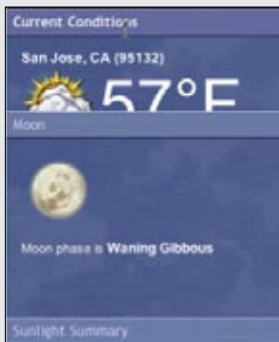 Current Conditions
San Jose, CA (95132)
57°F
Moon
Moon phase is Waning Gibbous
Sunlight Summary